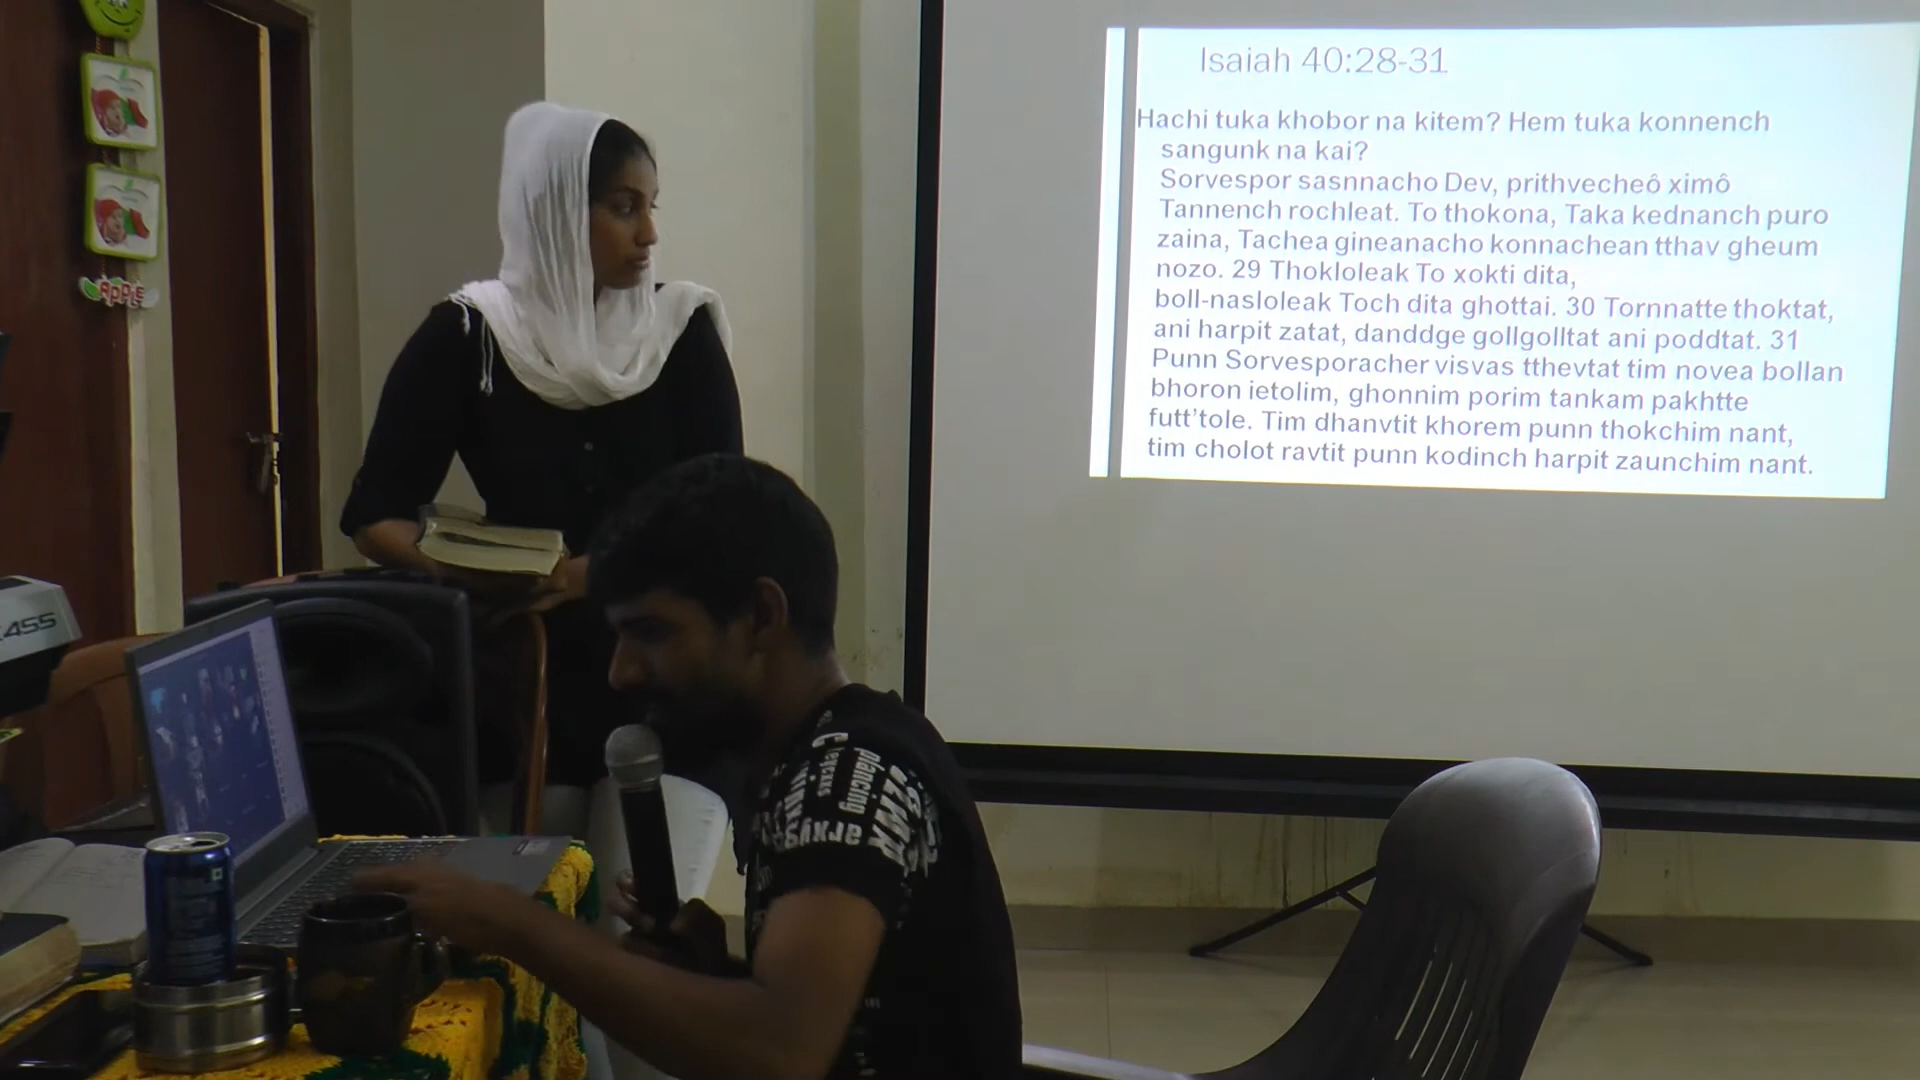 Isaiah 40:28-31
Hachi tuka khobor na kitem? Hem tuka konnench
sangunk na kai?
Sorvespor sasnnacho Dev, prithvecheô ximô
Tannench rochleat. To thokona, Taka kednanch puro
zaina, Tachea gineanacho konnachean tthav gheum
nozo. 29 Thokloleak To xokti dita,
boll-nasloleak Toch dita ghottai. 30 Tornnatte thoktat,
ani harpit zatat, danddge gollgolltat ani poddtat. 31
Punn Sorvesporacher visvas tthevtat tim novea bollan
bhoron ietolim, ghonnim porim tankam pakhtte
futt'tole. Tim dhanvtit khorem punn thokchim nant,
tim cholot ravtit punn kodinch harpit zaunchim nant.
APPLE
455
plancing